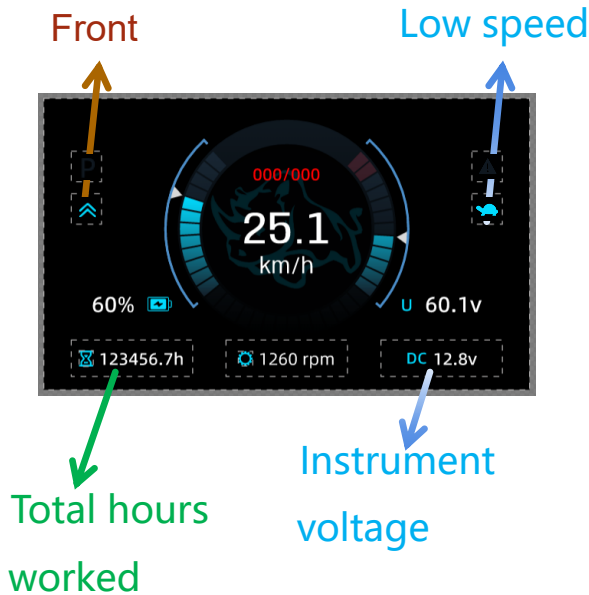 Front
Low speed
P
000/000
25.1
km/h
60%
U 60.1v
123456.7h
1260 rpm
DC 12.8v
Instrument
voltage
Total hours
worked